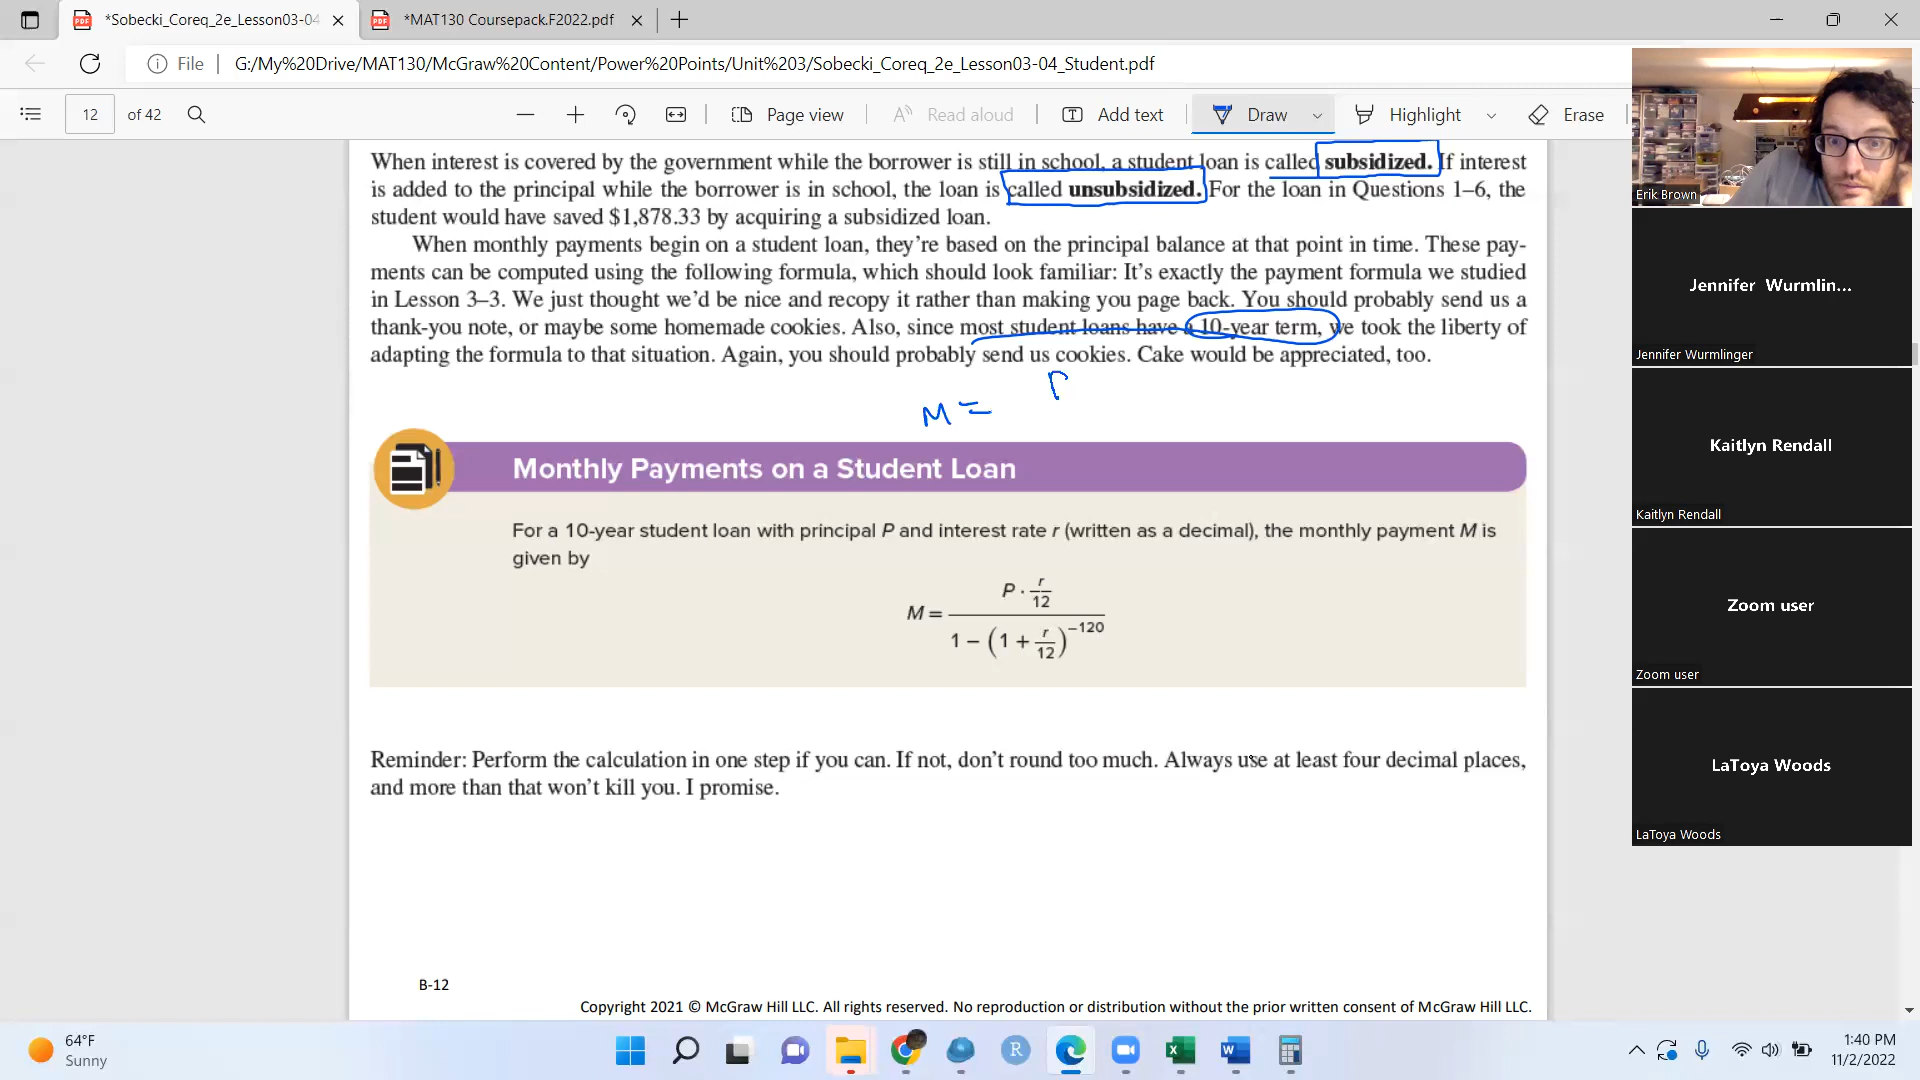 *Sobecki_Coreq_2e_Lesson03-04
*MAT130 Coursepack.F2022.pdf
File
G:/My%20Drive/MAT130/McGraw%20Content/Power%20Points/Unit%203/Sobecki_Coreq_2e_Lesson03-04_Student.pdf
12 of 42
Page view
Read aloud
Add text
Draw
Highlight
Erase
When interest is covered by the government while the borrower is still in school, a student loan is called subsidized. If interest
is added to the principal while the borrower is in school, the loan is called unsubsidized. For the loan in Questions 1–6, the
student would have saved $1,878.33 by acquiring a subsidized loan.
When monthly payments begin on a student loan, they're based on the principal balance at that point in time. These pay-
ments can be computed using the following formula, which should look familiar: It's exactly the payment formula we studied
in Lesson 3–3. We just thought we'd be nice and recopy it rather than making you page back. You should probably send us a
thank-you note, or maybe some homemade cookies. Also, since most student loans have a 10-year term, we took the liberty of
adapting the formula to that situation. Again, you should probably send us cookies. Cake would be appreciated, too.
M =
Monthly Payments on a Student Loan
For a 10-year student loan with principal P and interest rate r (written as a decimal), the monthly payment M is
given by
P · r/12
M =
1 − (1 + r/12)^−120
Reminder: Perform the calculation in one step if you can. If not, don't round too much. Always use at least four decimal places,
and more than that won't kill you. I promise.
B-12
Copyright 2021 © McGraw Hill LLC. All rights reserved. No reproduction or distribution without the prior written consent of McGraw Hill LLC.
Erik Brown
Jennifer Wurmlin...
Jennifer Wurmlinger
Kaitlyn Rendall
Kaitlyn Rendall
Zoom user
Zoom user
LaToya Woods
LaToya Woods
64°F
Sunny
1:40 PM
11/2/2022